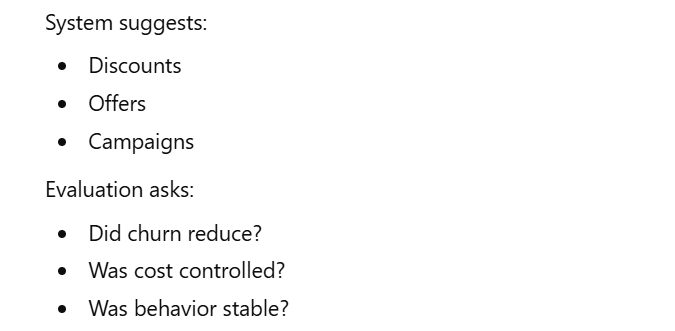 System suggests:
• Discounts
• Offers
• Campaigns
Evaluation asks:
• Did churn reduce?
• Was cost controlled?
• Was behavior stable?